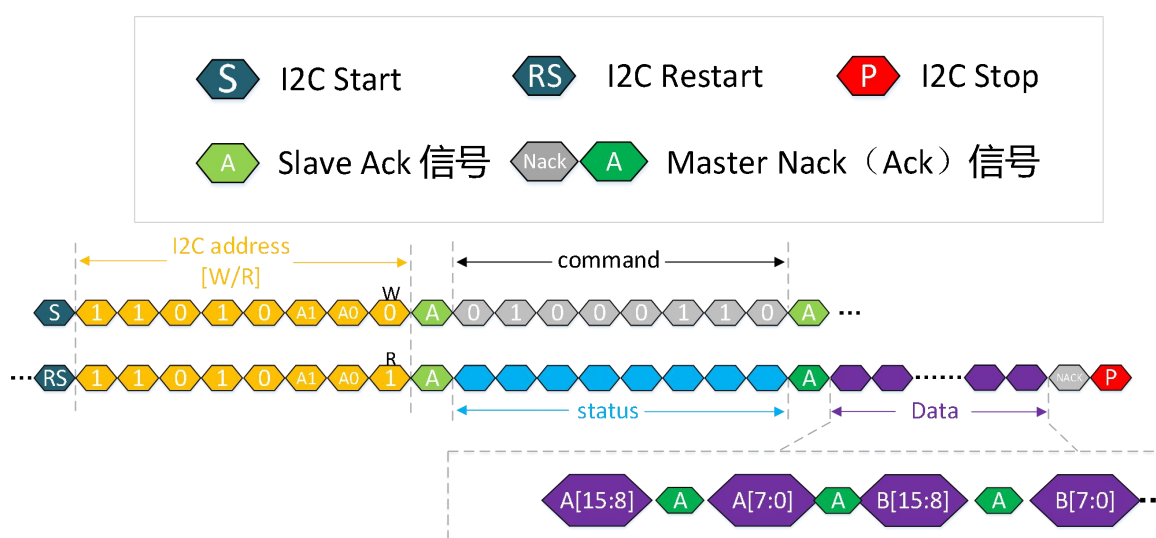 S I2C Start RS I2C Restart P I2C Stop
A Slave Ack 信号 Nack A Master Nack（Ack）信号
I2C address
[W/R]
command
W
S 1 1 0 1 0 A1 A0 0 A 0 1 0 0 0 1 1 0 A ...
R
... RS 1 1 0 1 0 A1 A0 1 A A ...... NACK P
status
Data
A[15:8] A A[7:0] A B[15:8] A B[7:0] ..